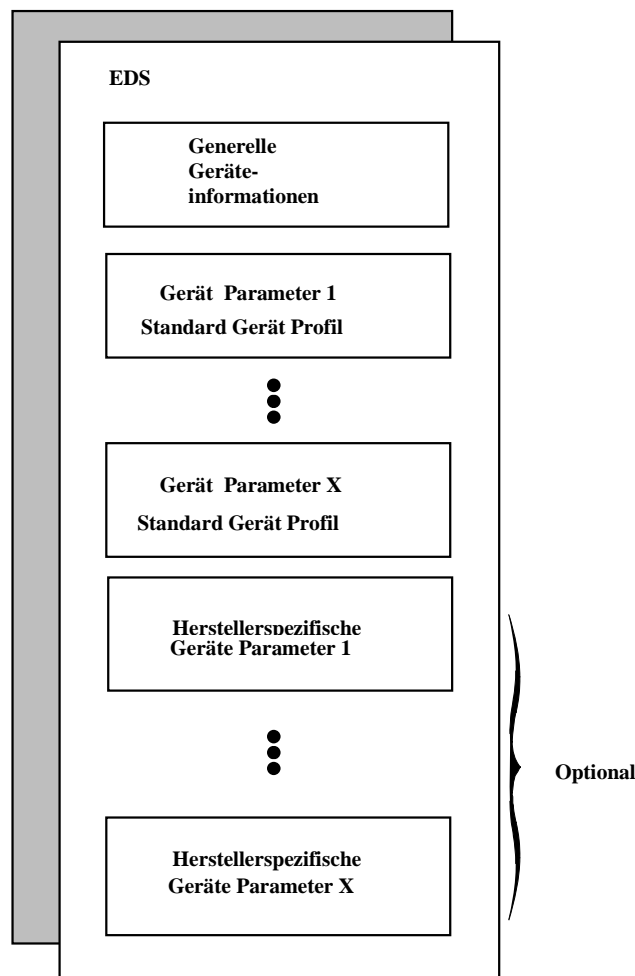 EDS
Generelle
Geräte-
informationen
Gerät Parameter 1
Standard Gerät Profil
Gerät Parameter X
Standard Gerät Profil
Herstellerspezifische
Geräte Parameter 1
Optional
Herstellerspezifische
Geräte Parameter X